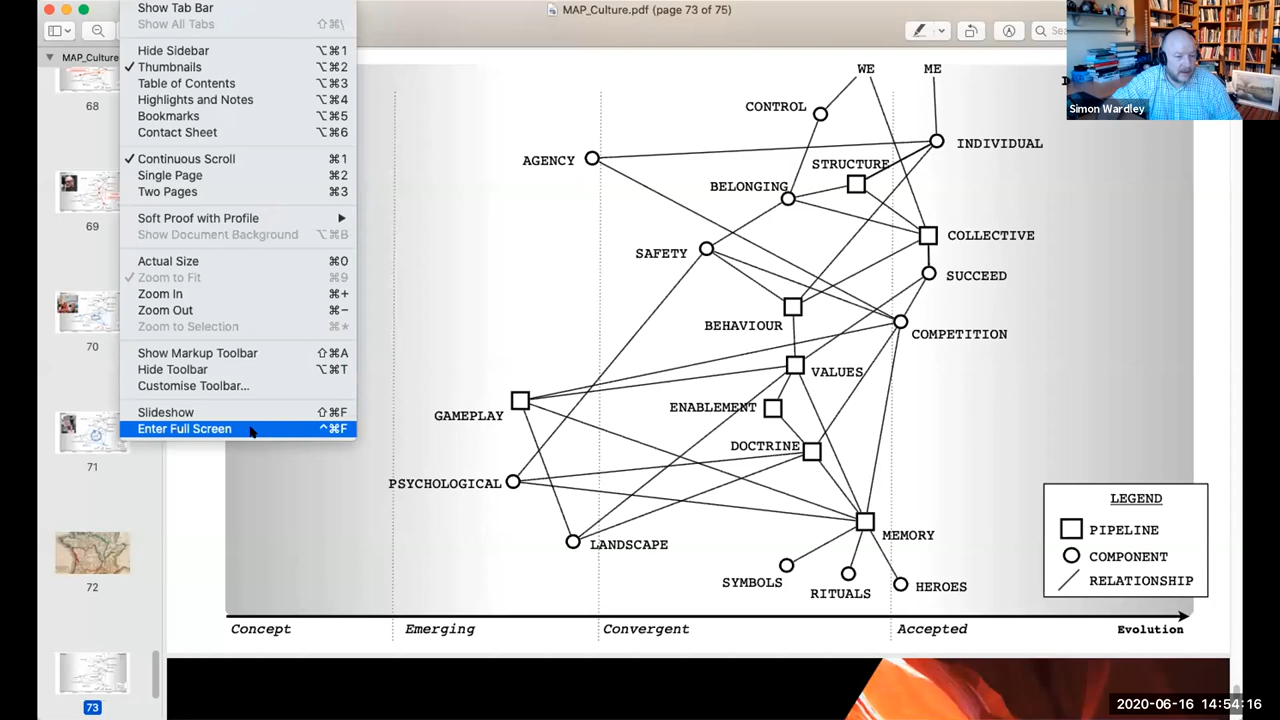 MAP_Culture.pdf (page 73 of 75)
Show Tab Bar
Show All Tabs ⇧⌘\
Hide Sidebar ⌥⌘1
✓ Thumbnails ⌥⌘2
Table of Contents ⌥⌘3
Highlights and Notes ⌥⌘4
Bookmarks ⌥⌘5
Contact Sheet ⌥⌘6
✓ Continuous Scroll ⌘1
Single Page ⌘2
Two Pages ⌘3
Soft Proof with Profile
Show Document Background ⌘B
Actual Size ⌘0
✓ Zoom to Fit ⌘9
Zoom In ⌘+
Zoom Out ⌘−
Zoom to Selection ⌘*
Show Markup Toolbar ⇧⌘A
Hide Toolbar ⌥⌘T
Customise Toolbar...
Slideshow ⇧⌘F
Enter Full Screen ^⌘F
MAP_Culture
68
69
70
71
72
73
Simon Wardley
WE
ME
CONTROL
INDIVIDUAL
AGENCY
STRUCTURE
BELONGING
COLLECTIVE
SAFETY
SUCCEED
BEHAVIOUR
COMPETITION
VALUES
GAMEPLAY
ENABLEMENT
DOCTRINE
PSYCHOLOGICAL
LANDSCAPE
MEMORY
SYMBOLS
RITUALS
HEROES
LEGEND
PIPELINE
COMPONENT
RELATIONSHIP
Concept
Emerging
Convergent
Accepted
Evolution
2020-06-16 14:54:16